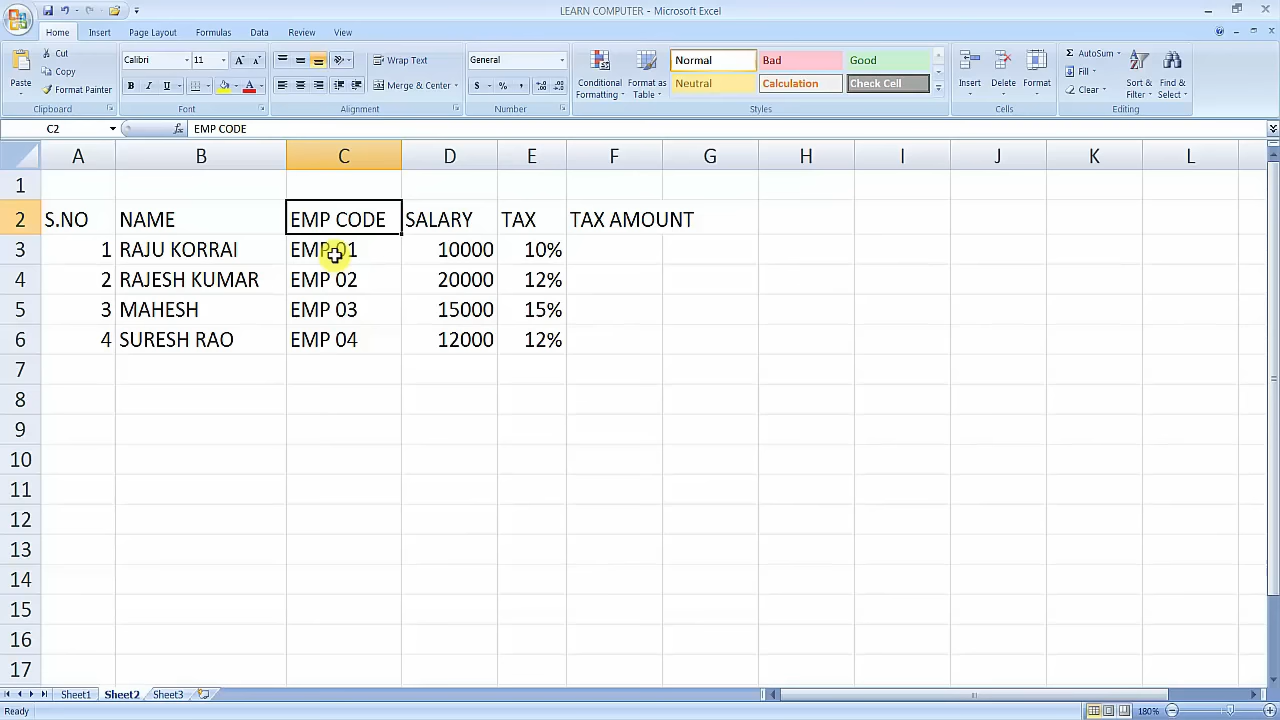 LEARN COMPUTER - Microsoft Excel
Home Insert Page Layout Formulas Data Review View
Paste
Cut
Copy
Format Painter
Clipboard
Calibri 11
B I U
Font
Wrap Text
Merge & Center
Alignment
General
$ % ,
Number
Conditional Formatting
Format as Table
Normal Bad Good
Neutral Calculation Check Cell
Styles
Insert Delete Format
Cells
AutoSum
Fill
Clear
Sort & Filter
Find & Select
Editing
C2 fx EMP CODE
A B C D E F G H I J K L
1
2 S.NO NAME EMP CODE SALARY TAX TAX AMOUNT
3 1 RAJU KORRAI EMP 01 10000 10%
4 2 RAJESH KUMAR EMP 02 20000 12%
5 3 MAHESH EMP 03 15000 15%
6 4 SURESH RAO EMP 04 12000 12%
7
8
9
10
11
12
13
14
15
16
17
Sheet1 Sheet2 Sheet3
Ready 180%